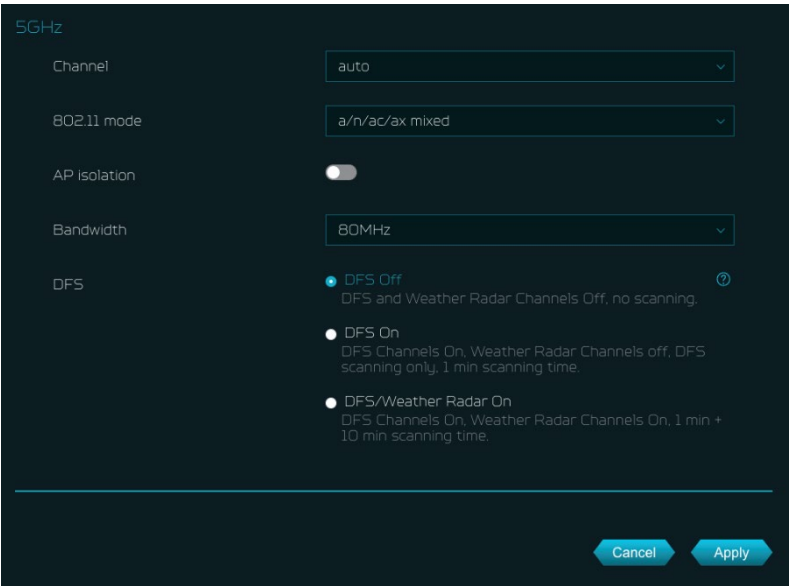 5GHz
Channel
auto
802.11 mode
a/n/ac/ax mixed
AP isolation
Bandwidth
80MHz
DFS
DFS Off
?
DFS and Weather Radar Channels Off, no scanning.
DFS On
DFS Channels On, Weather Radar Channels off, DFS
scanning only, 1 min scanning time.
DFS/Weather Radar On
DFS Channels On, Weather Radar Channels On, 1 min +
10 min scanning time.
Cancel
Apply